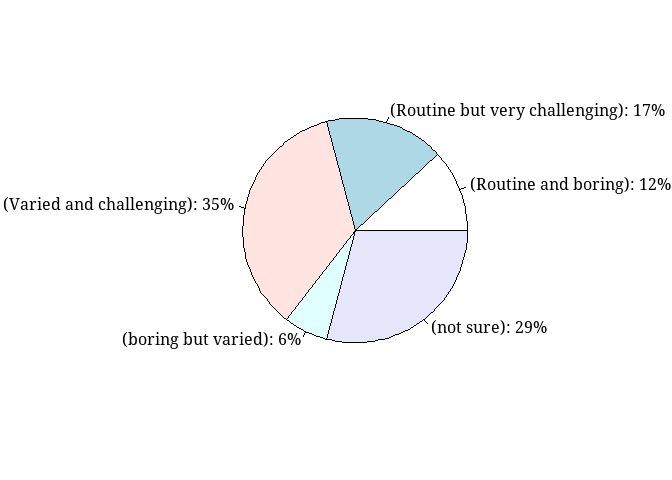 (Routine but very challenging): 17%
(Routine and boring): 12%
(Varied and challenging): 35%
(not sure): 29%
(boring but varied): 6%